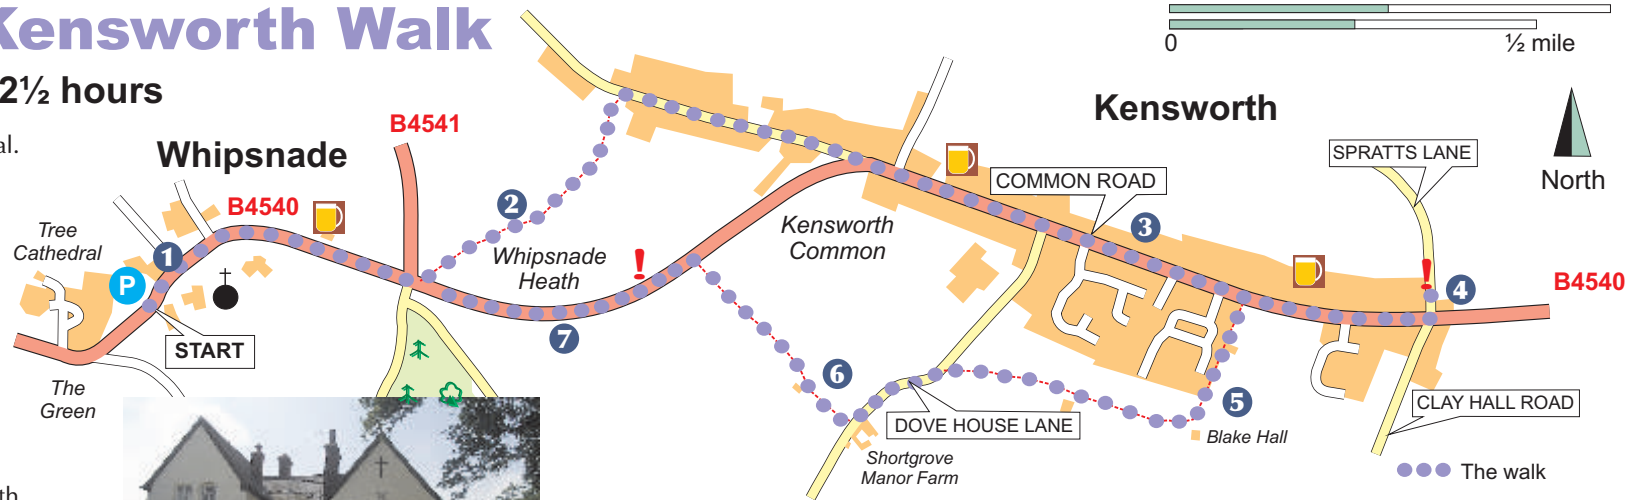 Kensworth Walk
2½ hours
al.
Whipsnade
B4541
B4540
Tree
Cathedral
1
P
START
The
Green
2
Whipsnade
Heath
!
7
Kensworth
Common
6
Shortgrove
Manor Farm
DOVE HOUSE LANE
COMMON ROAD
3
Kensworth
0
½ mile
SPRATTS LANE
North
!
4
B4540
5
Blake Hall
CLAY HALL ROAD
The walk
th